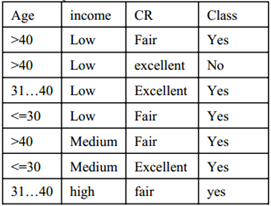 Age income CR Class
>40 Low Fair Yes
>40 Low excellent No
31…40 Low Excellent Yes
<=30 Low Fair Yes
>40 Medium Fair Yes
<=30 Medium Excellent Yes
31…40 high fair yes